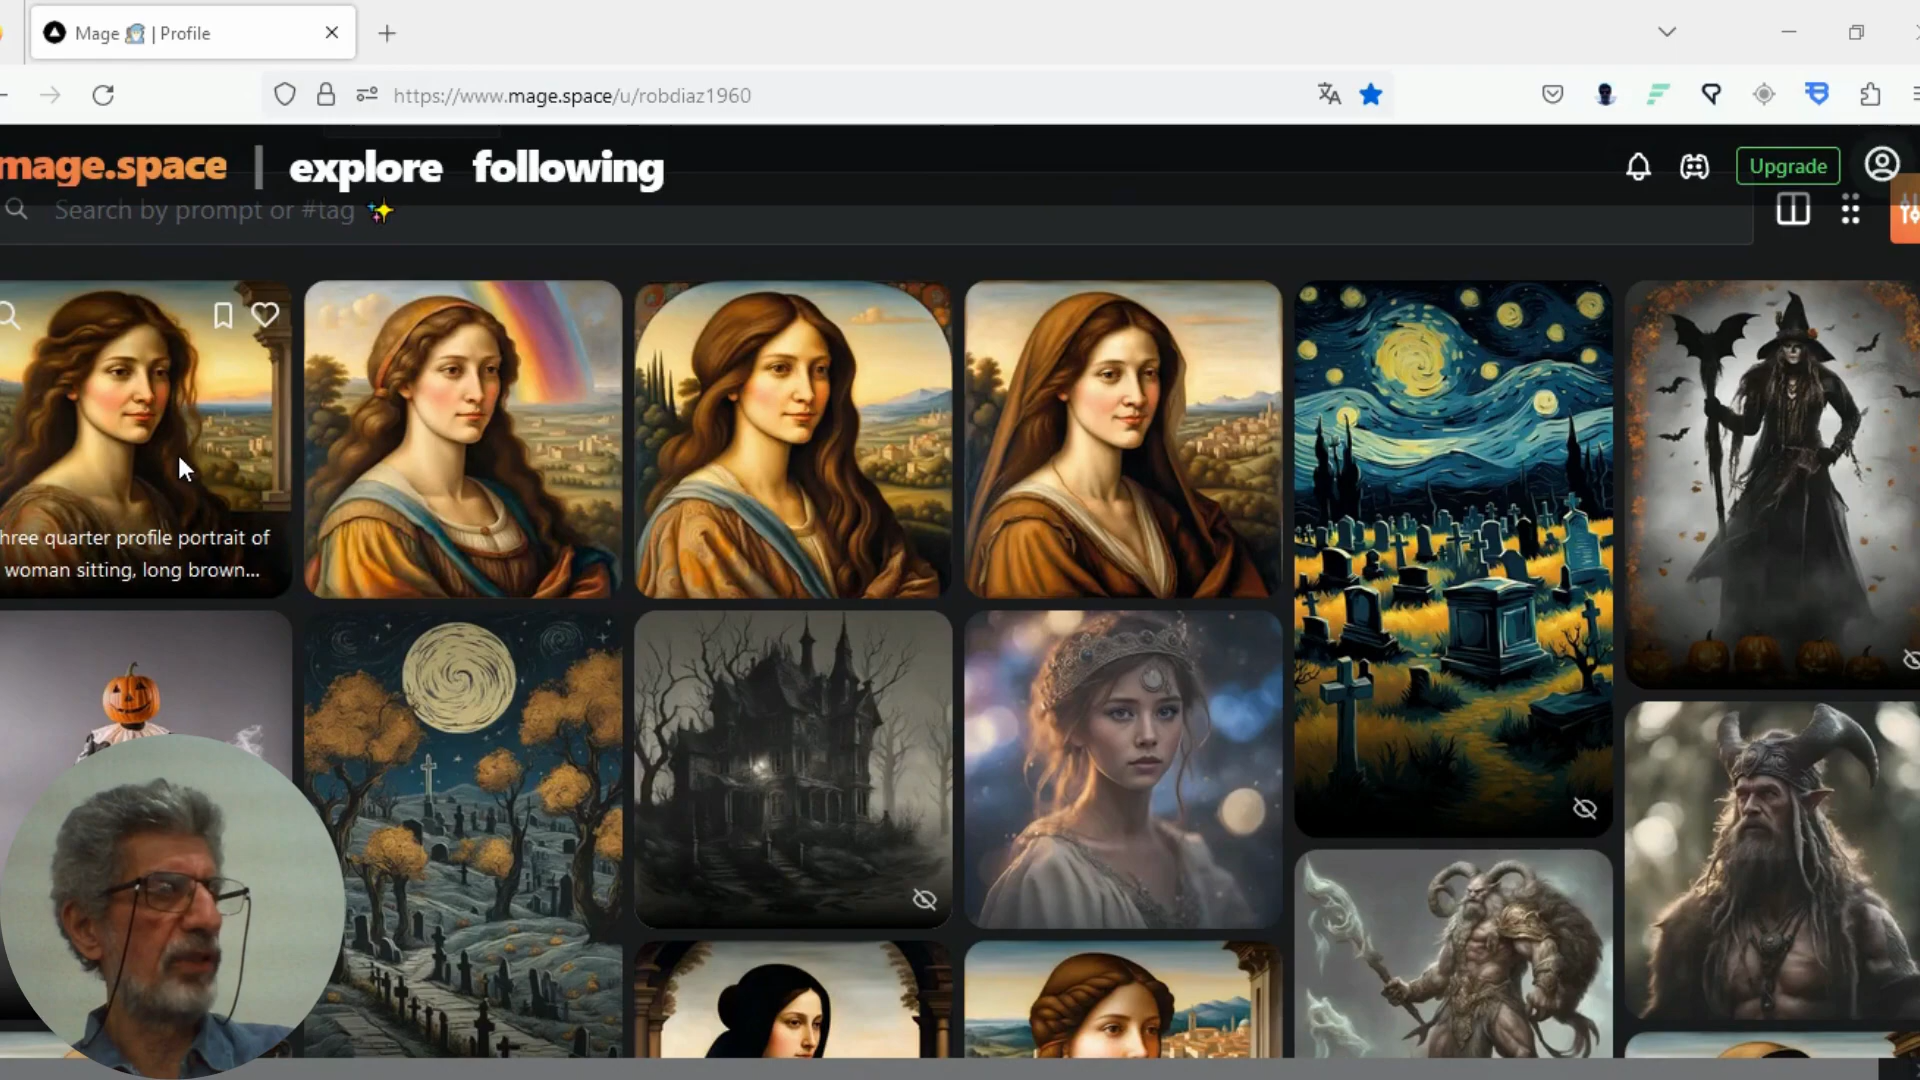 Mage | Profile
https://www.mage.space/u/robdiaz1960
mage.space | explore following
Upgrade
Search by prompt or #tag
hree quarter profile portrait of
woman sitting, long brown...